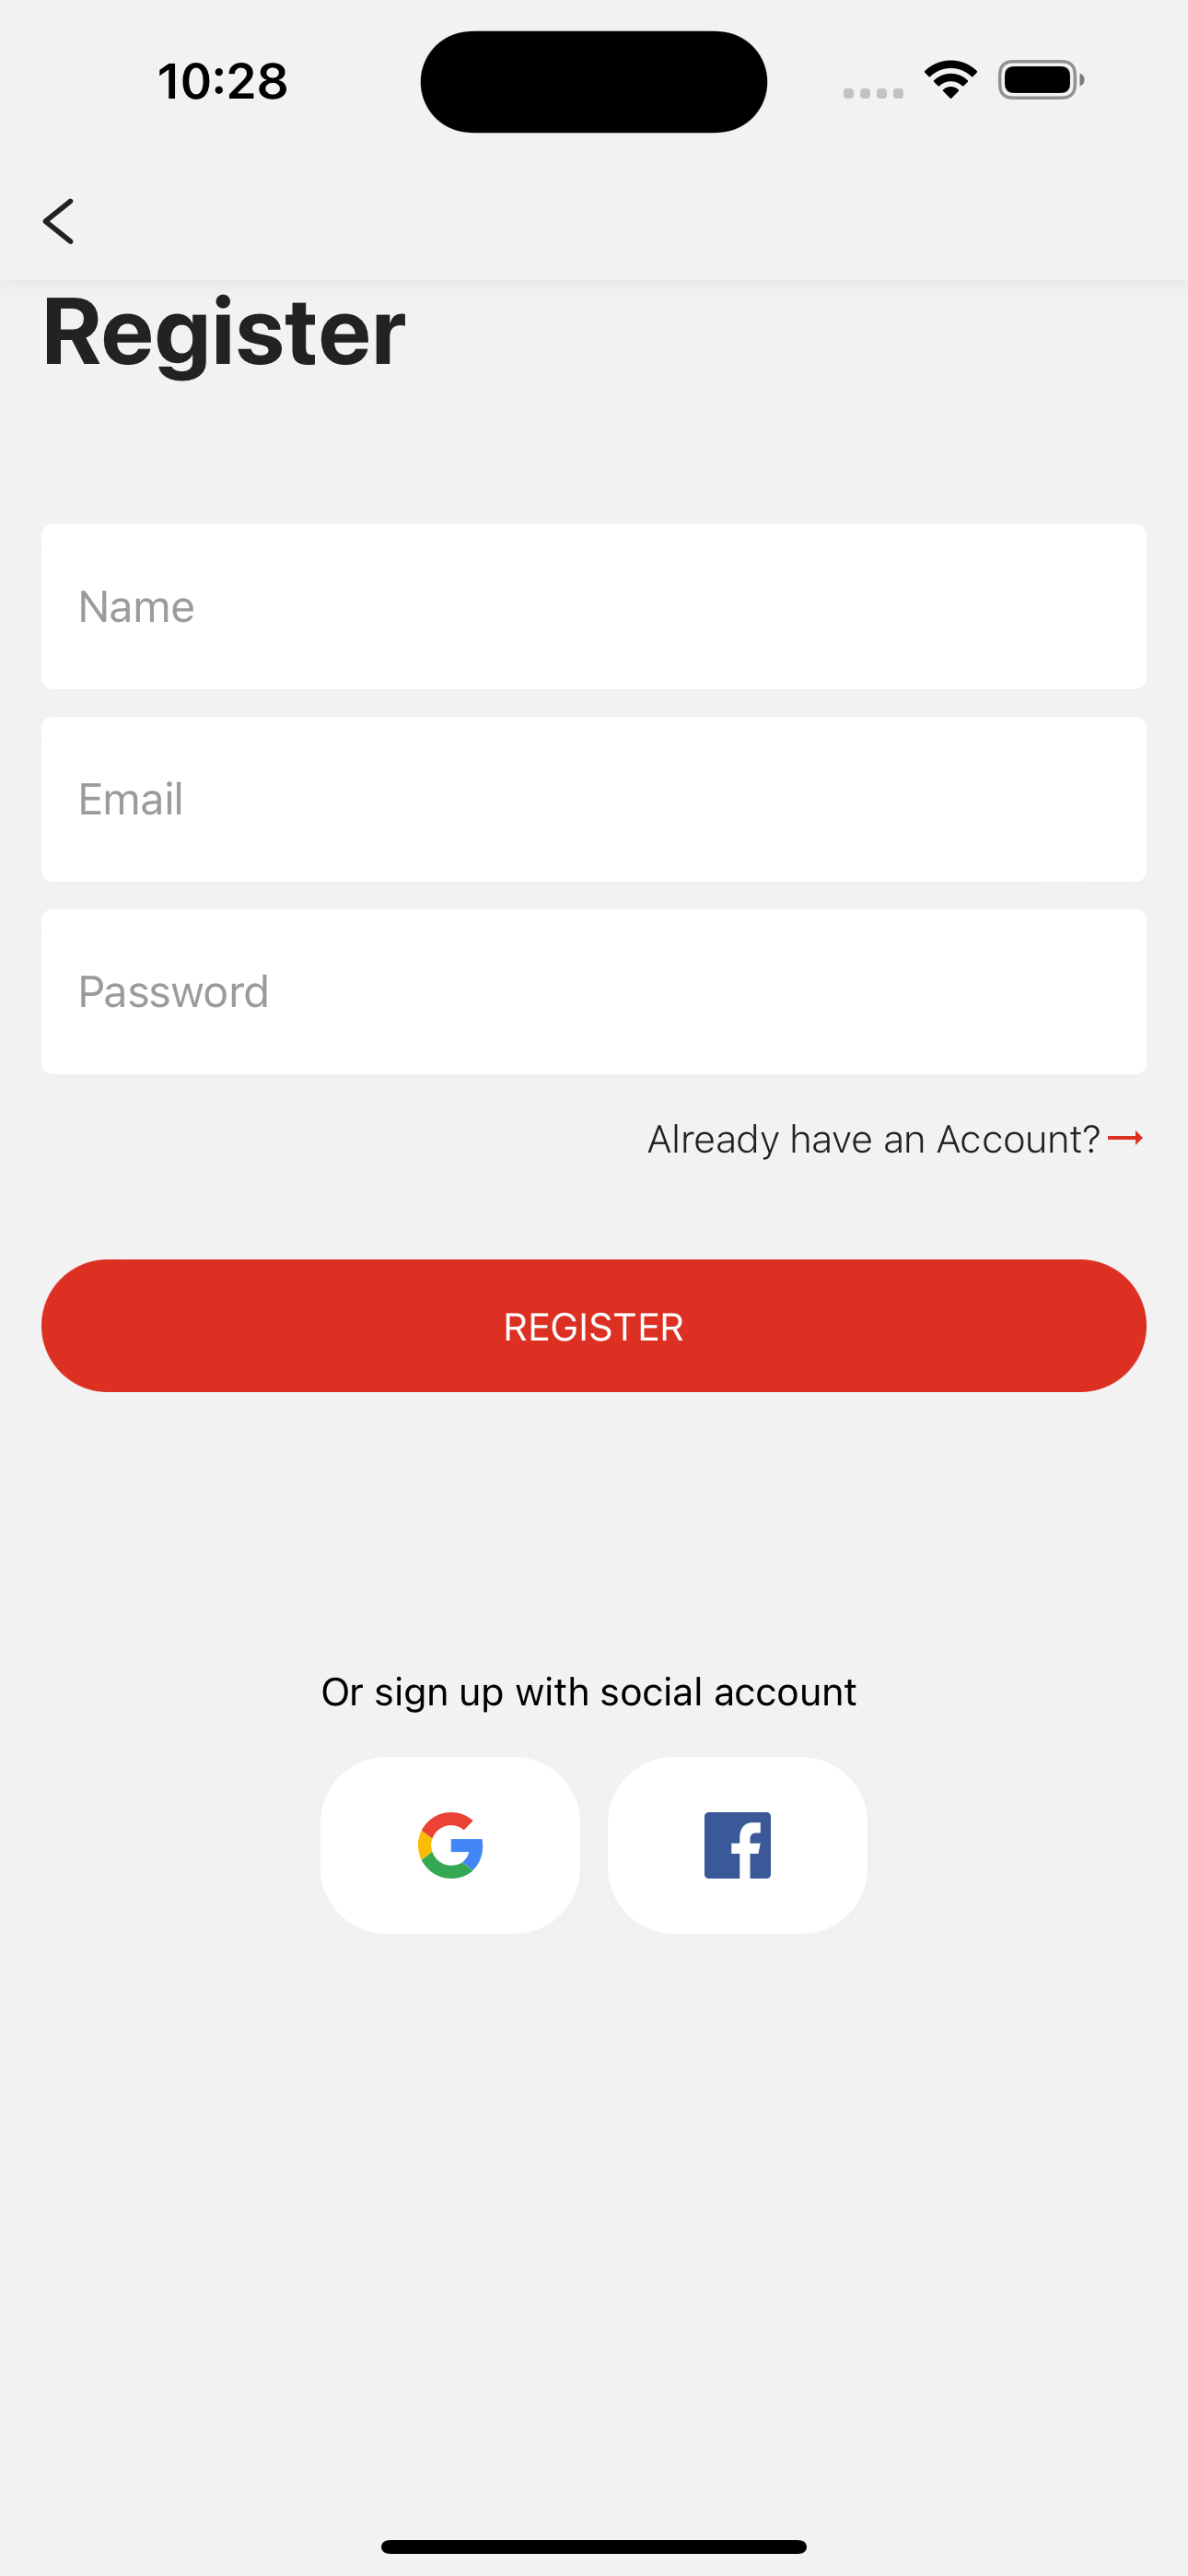 10:28
Register
Name
Email
Password
Already have an Account?
REGISTER
Or sign up with social account